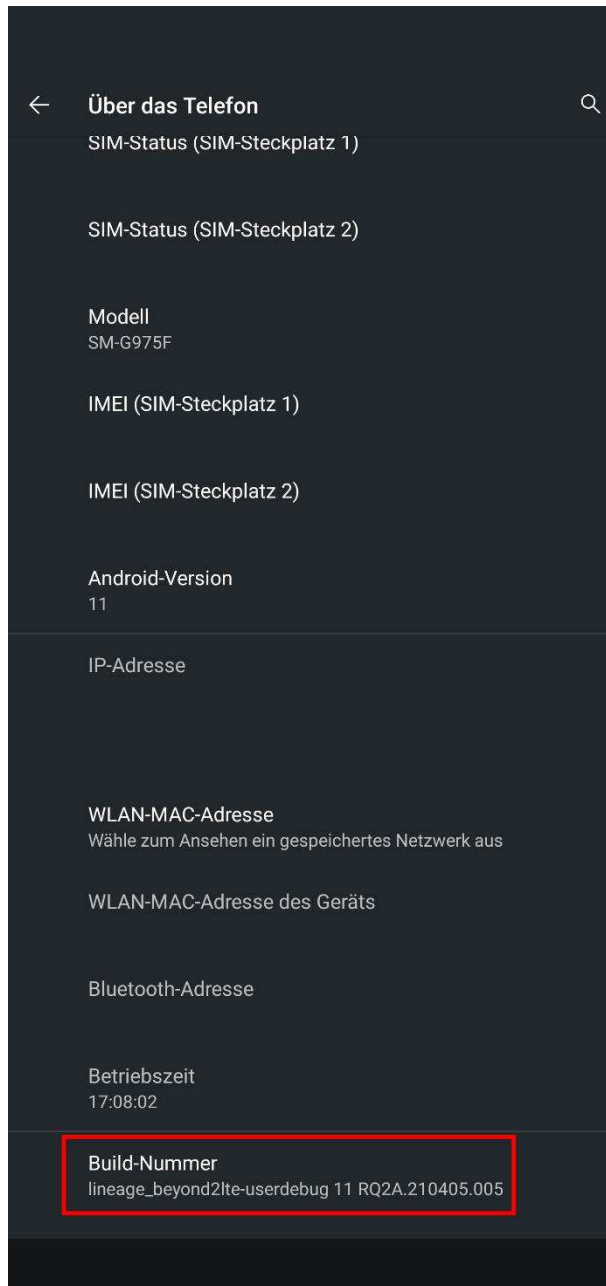 Über das Telefon
SIM-Status (SIM-Steckplatz 1)
SIM-Status (SIM-Steckplatz 2)
Modell
SM-G975F
IMEI (SIM-Steckplatz 1)
IMEI (SIM-Steckplatz 2)
Android-Version
11
IP-Adresse
WLAN-MAC-Adresse
Wähle zum Ansehen ein gespeichertes Netzwerk aus
WLAN-MAC-Adresse des Geräts
Bluetooth-Adresse
Betriebszeit
17:08:02
Build-Nummer
lineage_beyond2lte-userdebug 11 RQ2A.210405.005